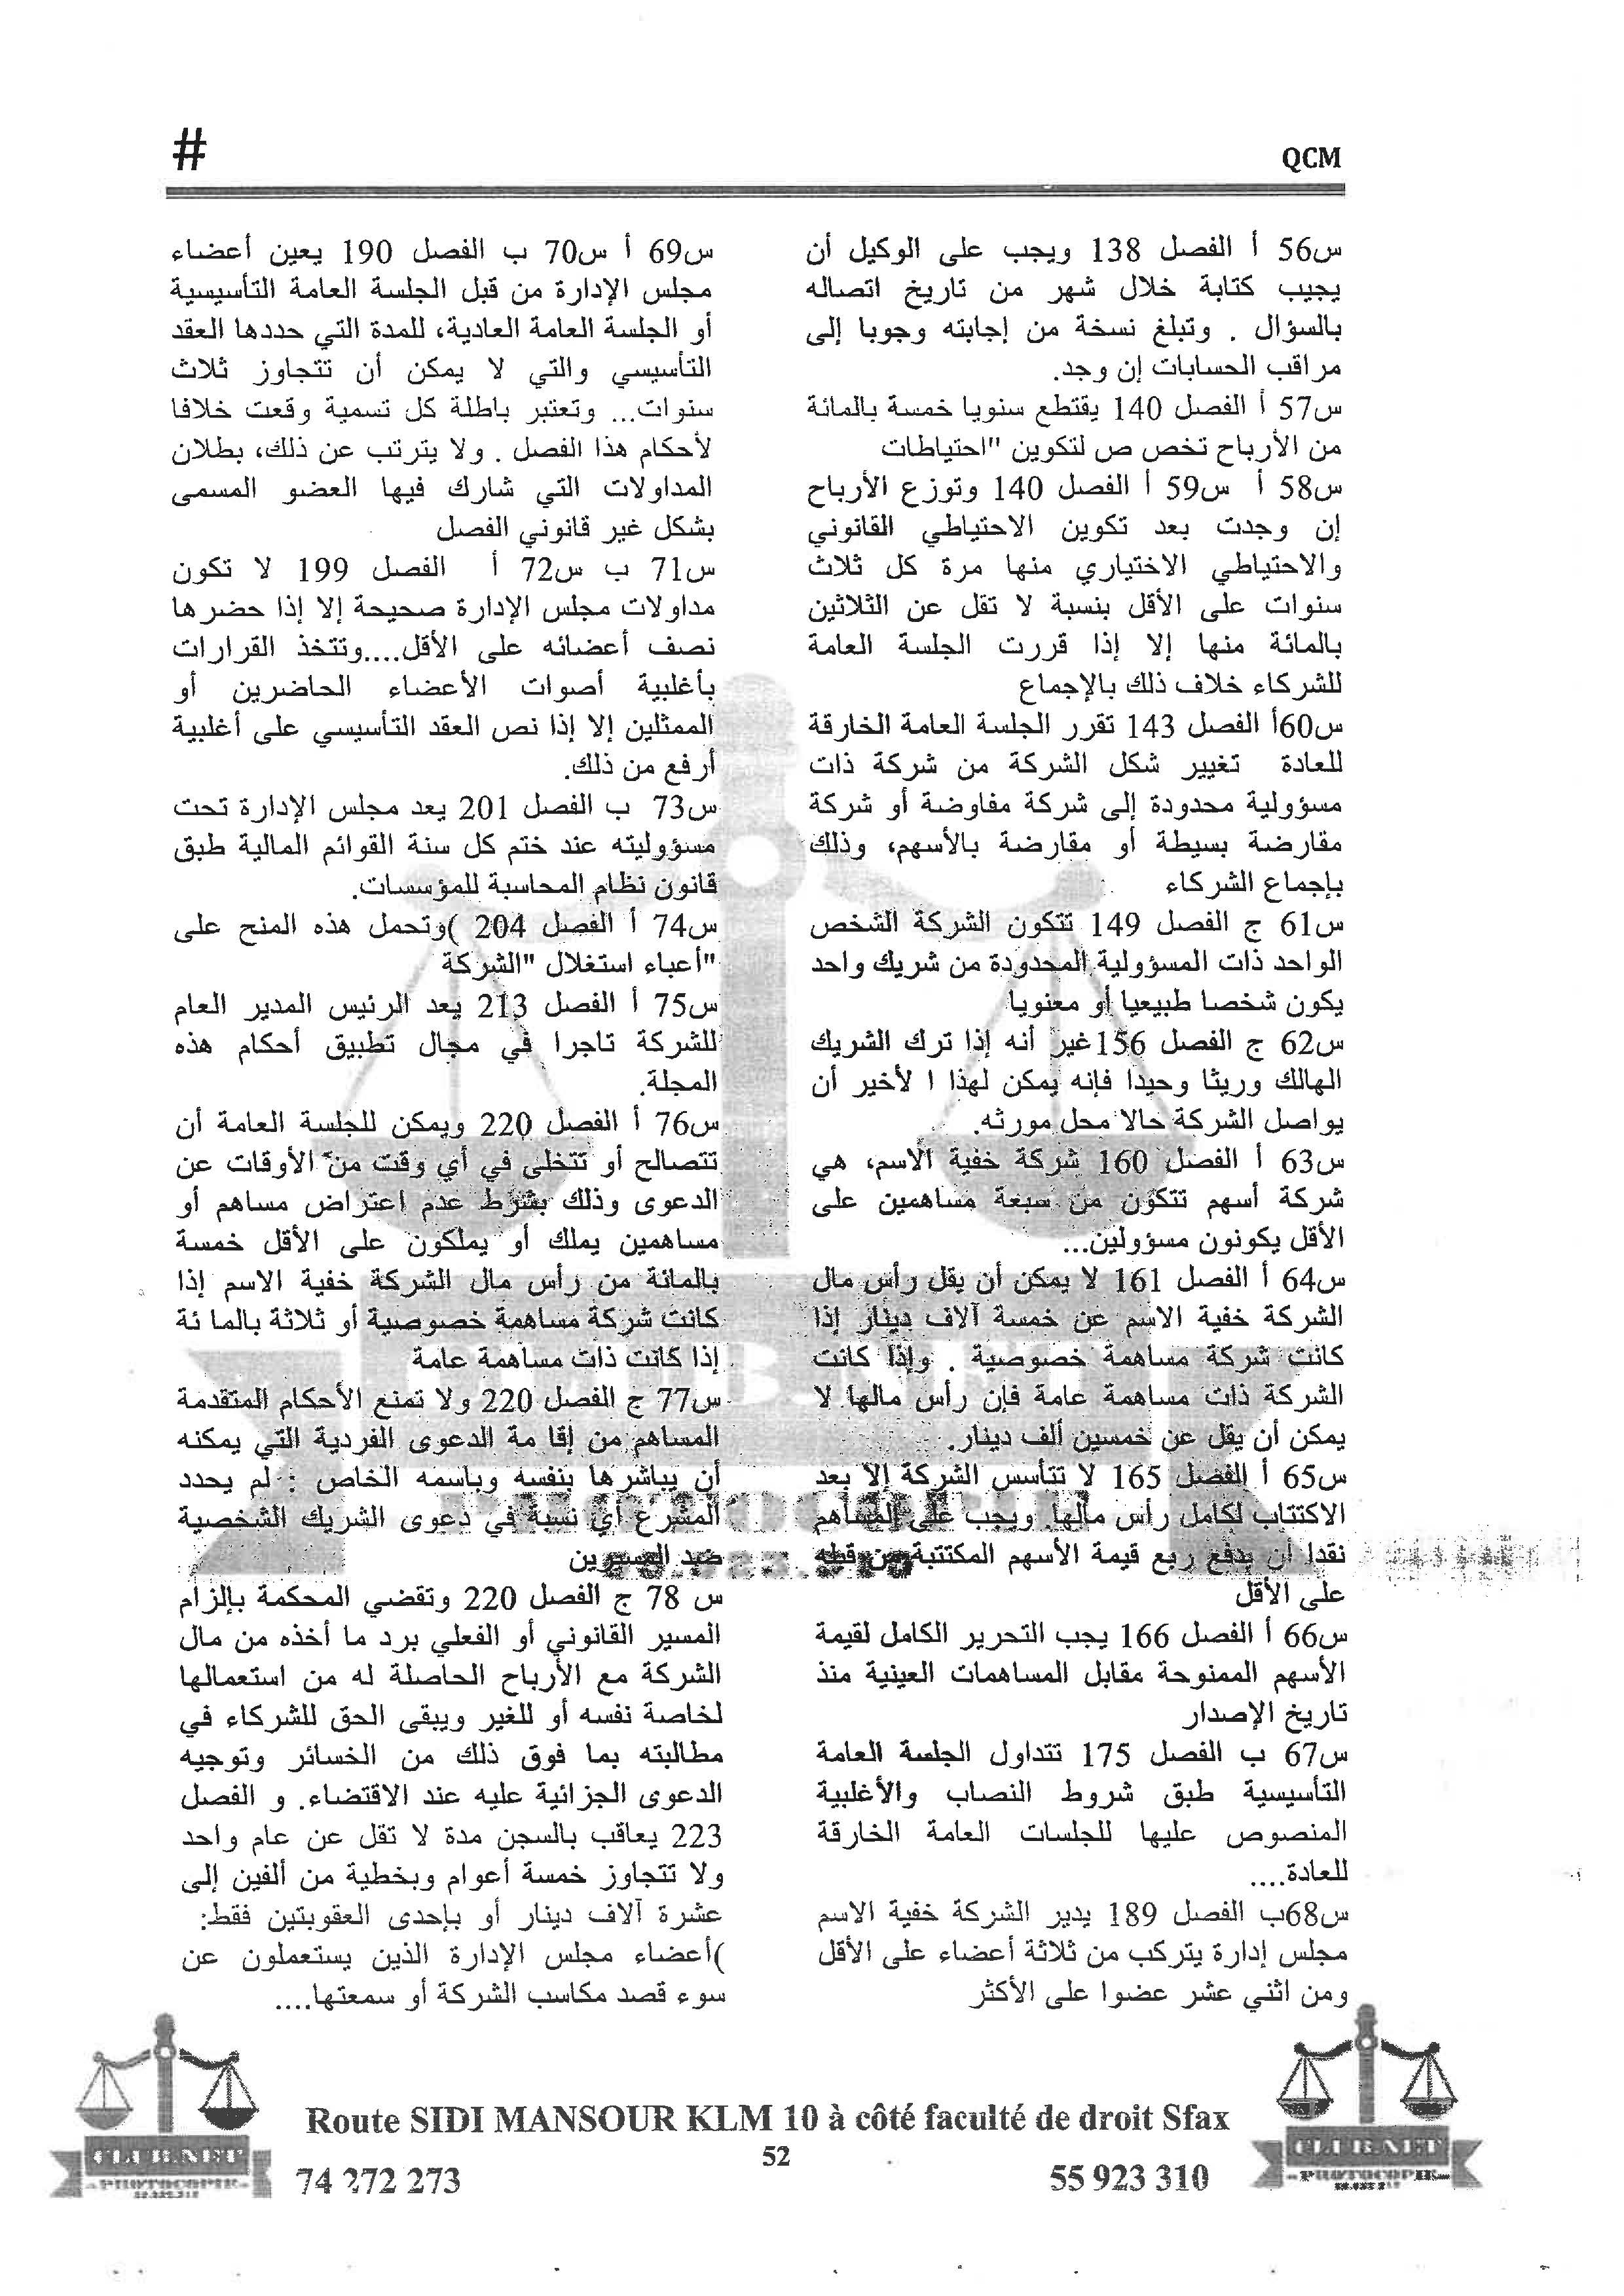 #
QCM
س56 أ الفصل 138 ويجب على الوكيل أن
يجيب كتابة خلال شهر من تاريخ اتصاله
بالسؤال . وتبلغ نسخة من إجابته وجوبا إلى
مراقب الحسابات إن وجد.
س57 أ الفصل 140 يقتطع سنويا خمسة بالمائة
من الأرباح تخص ص لتكوين "احتياطات
س58 أ س59 أ الفصل 140 وتوزع الأرباح
إن وجدت بعد تكوين الاحتياطي القانوني
والاحتياطي الاختياري منها مرة كل ثلاث
سنوات على الأقل بنسبة لا تقل عن الثلاثين
بالمائة منها إلا إذا قررت الجلسة العامة
للشركاء خلاف ذلك بالإجماع
س60أ الفصل 143 تقرر الجلسة العامة الخارقة
للعادة تغيير شكل الشركة من شركة ذات
مسؤولية محدودة إلى شركة مفاوضة أو شركة
مقارضة بسيطة أو مقارضة بالأسهم، وذلك
بإجماع الشركاء
س61 ج الفصل 149 تتكون الشركة الشخص
الواحد ذات المسؤولية المحدودة من شريك واحد
يكون شخصا طبيعيا أو معنويا
س62 ج الفصل 156غير أنه إذا ترك الشريك
الهالك وريثا وحيدا فإنه يمكن لهذا ا لأخير أن
يواصل الشركة حالا محل مورثه.
س63 أ الفصل 160 شركة خفية الاسم، هي
شركة أسهم تتكون من سبعة مساهمين على
الأقل يكونون مسؤولين...
س64 أ الفصل 161 لا يمكن أن يقل رأس مال
الشركة خفية الاسم عن خمسة آلاف دينار إذا
كانت شركة مساهمة خصوصية . وإذا كانت
الشركة ذات مساهمة عامة فإن رأس مالها لا
يمكن أن يقل عن خمسين ألف دينار.
س65 أ الفصل 165 لا تتأسس الشركة إلا بعد
الاكتتاب لكامل رأس مالها. ويجب على المساهم
نقدا أن يدفع ربع قيمة الأسهم المكتتبة من قبله
على الأقل
س66 أ الفصل 166 يجب التحرير الكامل لقيمة
الأسهم الممنوحة مقابل المساهمات العينية منذ
تاريخ الإصدار
س67 ب الفصل 175 تتداول الجلسة العامة
التأسيسية طبق شروط النصاب والأغلبية
المنصوص عليها للجلسات العامة الخارقة
للعادة....
س68ب الفصل 189 يدير الشركة خفية الاسم
مجلس إدارة يتركب من ثلاثة أعضاء على الأقل
ومن اثني عشر عضوا على الأكثر
س69 أ س70 ب الفصل 190 يعين أعضاء
مجلس الإدارة من قبل الجلسة العامة التأسيسية
أو الجلسة العامة العادية، للمدة التي حددها العقد
التأسيسي والتي لا يمكن أن تتجاوز ثلاث
سنوات... وتعتبر باطلة كل تسمية وقعت خلافا
لأحكام هذا الفصل . ولا يترتب عن ذلك، بطلان
المداولات التي شارك فيها العضو المسمى
بشكل غير قانوني الفصل
س71 ب س72 أ الفصل 199 لا تكون
مداولات مجلس الإدارة صحيحة إلا إذا حضرها
نصف أعضائه على الأقل....وتتخذ القرارات
بأغلبية أصوات الأعضاء الحاضرين أو
الممثلين إلا إذا نص العقد التأسيسي على أغلبية
أرفع من ذلك.
س73 ب الفصل 201 يعد مجلس الإدارة تحت
مسؤوليته عند ختم كل سنة القوائم المالية طبق
قانون نظام المحاسبة للمؤسسات.
س74 أ الفصل 204 )وتحمل هذه المنح على
"أعباء استغلال "الشركة
س75 أ الفصل 213 يعد الرئيس المدير العام
للشركة تاجرا في مجال تطبيق أحكام هذه
المجلة.
س76 أ الفصل 220 ويمكن للجلسة العامة أن
تتصالح أو تتخلى في أي وقت من الأوقات عن
الدعوى وذلك بشرط عدم اعتراض مساهم أو
مساهمين يملك أو يملكون على الأقل خمسة
بالمائة من رأس مال الشركة خفية الاسم إذا
كانت شركة مساهمة خصوصية أو ثلاثة بالما ئة
إذا كانت ذات مساهمة عامة
س77 ج الفصل 220 ولا تمنع الأحكام المتقدمة
المساهم من إقا مة الدعوى الفردية التي يمكنه
أن يباشرها بنفسه وباسمه الخاص : لم يحدد
المشرع أي نسبة في دعوى الشريك الشخصية
ضد المسيرين
س 78 ج الفصل 220 وتقضي المحكمة بإلزام
المسير القانوني أو الفعلي برد ما أخذه من مال
الشركة مع الأرباح الحاصلة له من استعمالها
لخاصة نفسه أو للغير ويبقى الحق للشركاء في
مطالبته بما فوق ذلك من الخسائر وتوجيه
الدعوى الجزائية عليه عند الاقتضاء. و الفصل
223 يعاقب بالسجن مدة لا تقل عن عام واحد
ولا تتجاوز خمسة أعوام وبخطية من ألفين إلى
عشرة آلاف دينار أو بإحدى العقوبتين فقط:
)أعضاء مجلس الإدارة الذين يستعملون عن
سوء قصد مكاسب الشركة أو سمعتها....
Route SIDI MANSOUR KLM 10 à côté faculté de droit Sfax
52
74 272 273
55 923 310
CLUB.NET
PHOTOCOPIE
CLUB.NET
PHOTOCOPIE